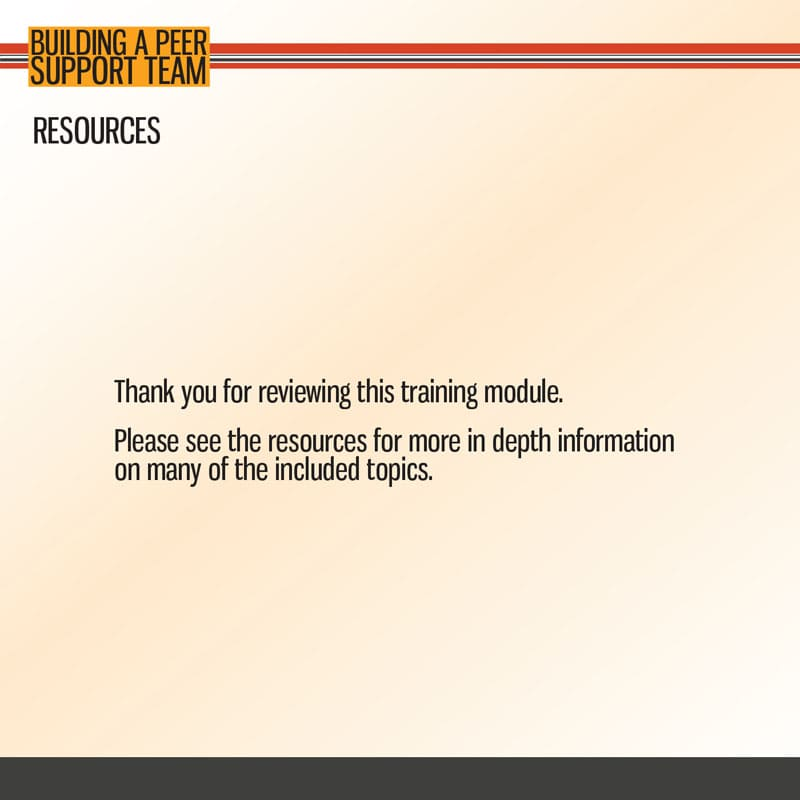 BUILDING A PEER
SUPPORT TEAM
RESOURCES
Thank you for reviewing this training module.
Please see the resources for more in depth information
on many of the included topics.